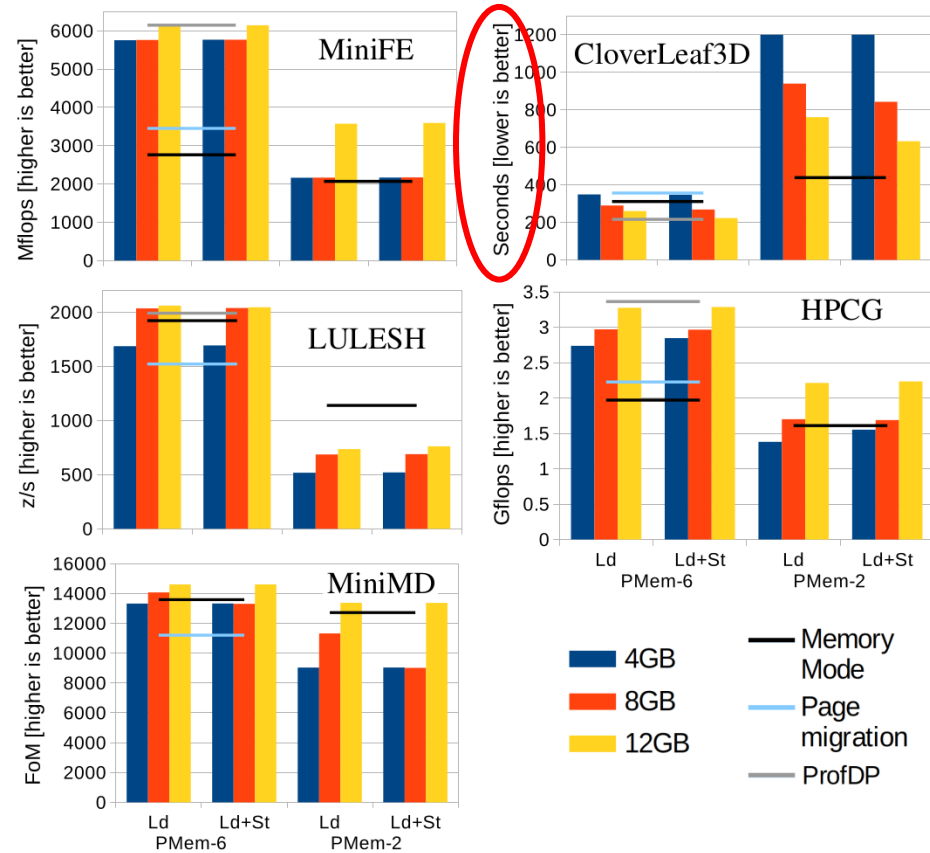 MiniFE
Mflops [higher is better]
6000
5000
4000
3000
2000
1000
0
CloverLeaf3D
Seconds [lower is better]
1200
1000
800
600
400
200
0
LULESH
z/s [higher is better]
2000
1500
1000
500
0
HPCG
Gflops [higher is better]
3.5
3
2.5
2
1.5
1
0.5
0
Ld Ld+St Ld Ld+St
PMem-6 PMem-2
MiniMD
FoM [higher is better]
16000
14000
12000
10000
8000
6000
4000
2000
0
Ld Ld+St Ld Ld+St
PMem-6 PMem-2
4GB
8GB
12GB
Memory
Mode
Page
migration
ProfDP